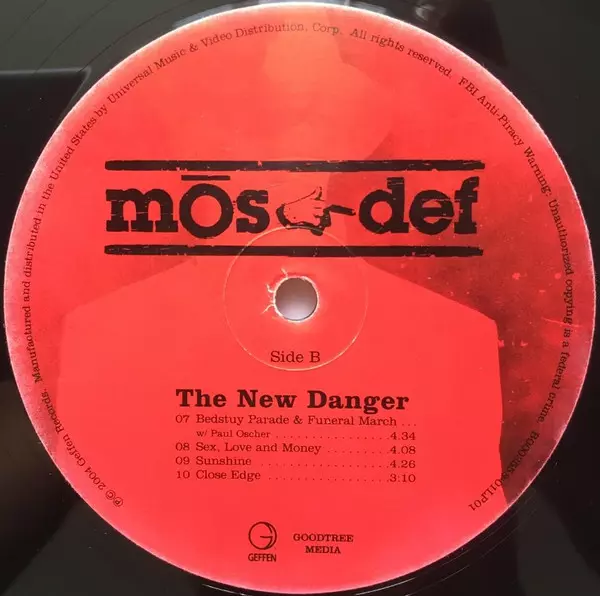 ℗© 2004 Geffen Records. Manufactured and distributed in the United States by Universal Music & Video Distribution, Corp. All rights reserved. FBI Anti-Piracy Warning: Unauthorized copying is a federal crime.
mōs def
Side B
The New Danger
07 Bedstuy Parade & Funeral March ...
w/ Paul Oscher ..................... 4.34
08 Sex, Love and Money ........... 4.08
09 Sunshine ........................ 4.26
10 Close Edge ..................... 3:10
GEFFEN
GOODTREE
MEDIA